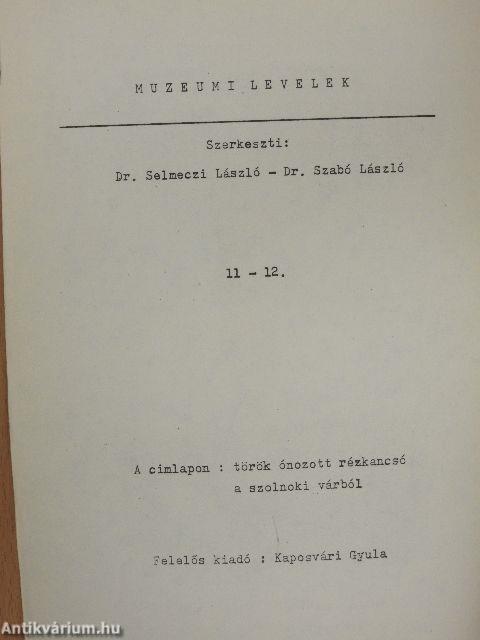 MUZEUMI LEVELEK
Szerkeszti:
Dr. Selmeczi László - Dr. Szabó László
11 - 12.
A cimlapon : török ónozott rézkancsó
a szolnoki várból
Felelős kiadó : Kaposvári Gyula
Antikvárium.hu